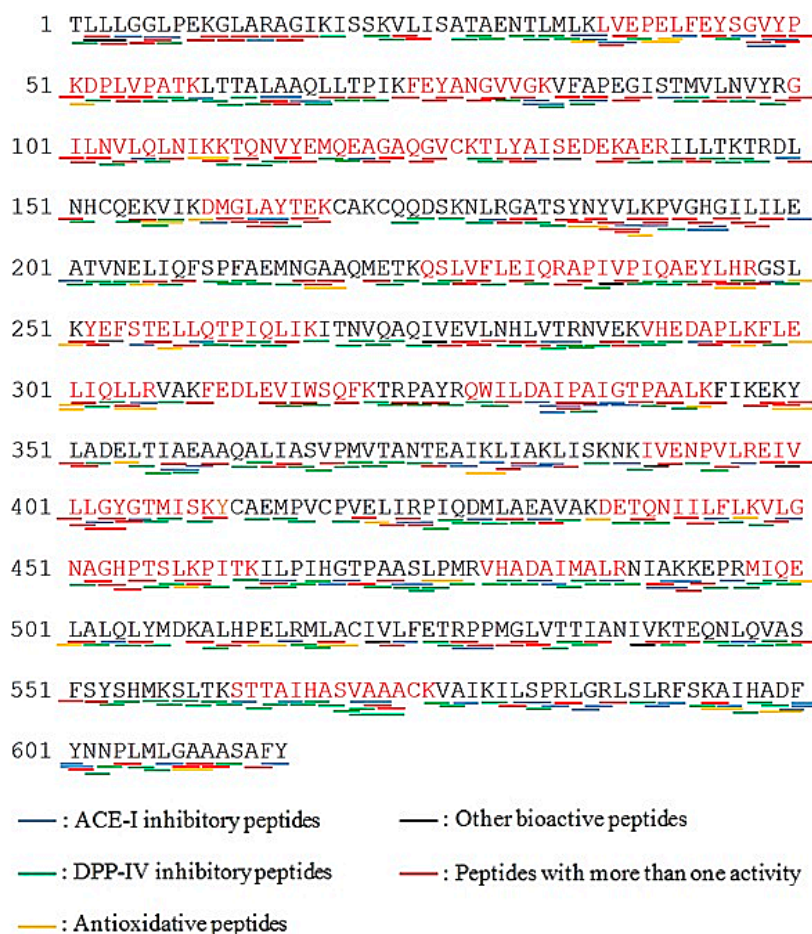 1 TLLLGGLPEKGLARAGIKISSKVLISATAENTLMLKLVEPELFEYSGVYP
51 KDPLVPATKLTTALAAQLLTPIKFEYANGVVGKVFAPEGISTMVLNVYRG
101 ILNVLQLNIKKTQNVYEMQEAGAQGVCKTLYAISEDEKAERILLTKTRDL
151 NHCQEKVIKDMGLAYTEKCAKCQQDSKNLRGATSYNYVLKPVGHGILILE
201 ATVNELIQFSPFAEMNGAAQMETKQSLVFLEIQRAPIVPIQAEYLHRGSL
251 KYEFSTELLQTPIQLIKITNVQAQIVEVLNHLVTRNVEKVHEDAPLKFLE
301 LIQLLRVAKFEDLEVIWSQFKTRPAYRQWILDAIPAIGTPAALKFIKEKY
351 LADELTIAEAAQALIASVPMVTANTEAIKLIAKLISKNKIVENPVLREIV
401 LLGYGTMISKYCAEMPVCPVELIRPIQDMLAEAVAKDETQNIILFLKVLG
451 NAGHPTSLKPITKILPIHGTPAASLPMRVHADAIMALRNIAKKEPRMIQE
501 LALQLYMDKALHPELRMLACIVLFETRPPMGLVTTIANIVKTEQNLQVAS
551 FSYSHMKSLTKSTTAIHASVAAACKVAIKILSPRLGRLSLRFSKAIHADF
601 YNNPLMLGAAASAFY
: ACE-I inhibitory peptides
: Other bioactive peptides
: DPP-IV inhibitory peptides
: Peptides with more than one activity
: Antioxidative peptides